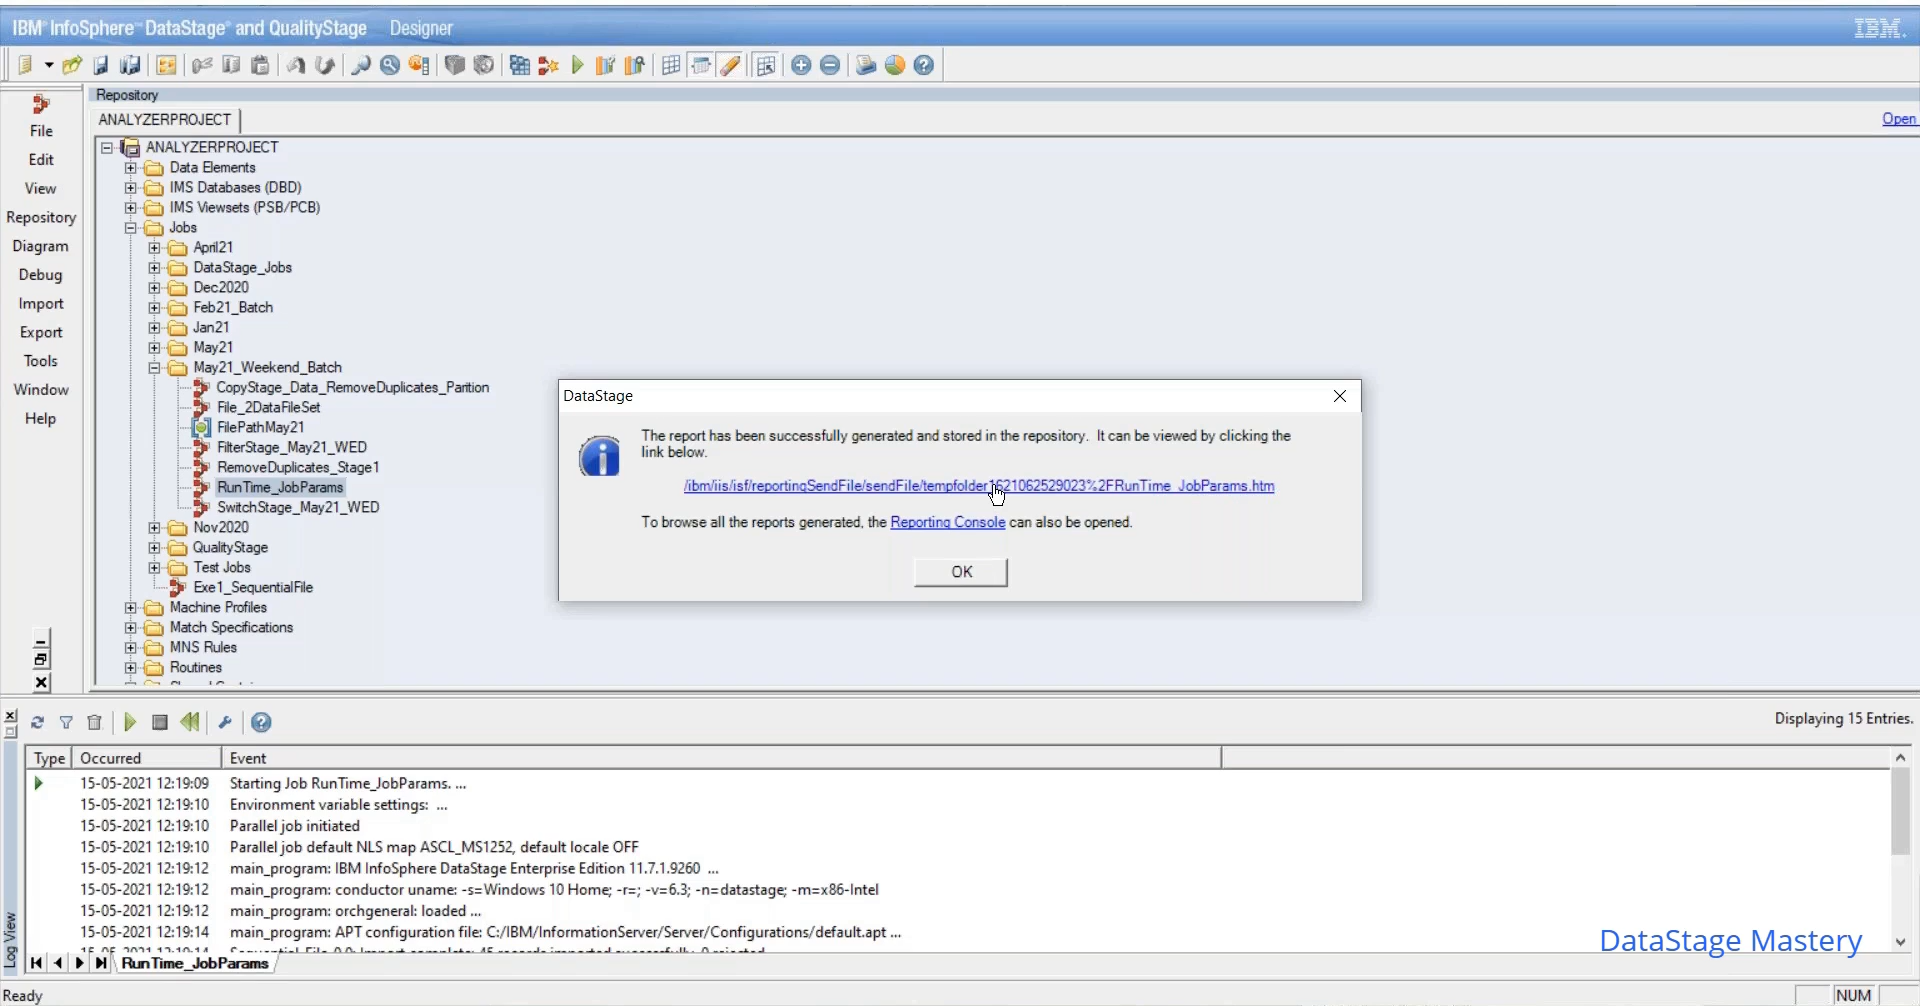 IBM® InfoSphere™ DataStage® and QualityStage Designer
IBM.
Repository
ANALYZERPROJECT
Open
File
Edit
View
Repository
Diagram
Debug
Import
Export
Tools
Window
Help
ANALYZERPROJECT
Data Elements
IMS Databases (DBD)
IMS Viewsets (PSB/PCB)
Jobs
April21
DataStage_Jobs
Dec2020
Feb21_Batch
Jan21
May21
May21_Weekend_Batch
CopyStage_Data_RemoveDuplicates_Parition
File_2DataFileSet
FilePathMay21
FilterStage_May21_WED
RemoveDuplicates_Stage1
RunTime_JobParams
SwitchStage_May21_WED
Nov2020
QualityStage
Test Jobs
Exe1_SequentialFile
Machine Profiles
Match Specifications
MNS Rules
Routines
DataStage
The report has been successfully generated and stored in the repository. It can be viewed by clicking the
link below.
/ibm/iis/isf/reportingSendFile/sendFile/tempfolder1621062529023%2FRunTime_JobParams.htm
To browse all the reports generated, the Reporting Console can also be opened.
OK
Displaying 15 Entries.
Type Occurred Event
15-05-2021 12:19:09 Starting Job RunTime_JobParams. ...
15-05-2021 12:19:10 Environment variable settings: ...
15-05-2021 12:19:10 Parallel job initiated
15-05-2021 12:19:10 Parallel job default NLS map ASCL_MS1252, default locale OFF
15-05-2021 12:19:12 main_program: IBM InfoSphere DataStage Enterprise Edition 11.7.1.9260 ...
15-05-2021 12:19:12 main_program: conductor uname: -s=Windows 10 Home; -r=; -v=6.3; -n=datastage; -m=x86-Intel
15-05-2021 12:19:12 main_program: orchgeneral: loaded ...
15-05-2021 12:19:14 main_program: APT configuration file: C:/IBM/InformationServer/Server/Configurations/default.apt ...
Log View
RunTime_JobParams
DataStage Mastery
Ready
NUM